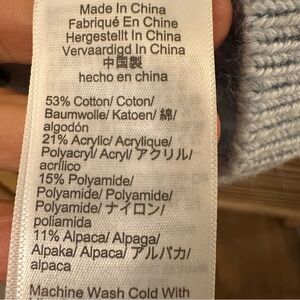 Made In China
Fabriqué En Chine
Hergestellt In China
Vervaardigd In China
中国製
hecho en china
53% Cotton/ Coton/
Baumwolle/ Katoen/ 綿/
algodón
21% Acrylic/ Acrylique/
Polyacryl/ Acryl/ アクリル/
acrílico
15% Polyamide/
Polyamide/ Polyamide/
Polyamide/ ナイロン/
poliamida
11% Alpaca/ Alpaga/
Alpaka/ Alpaca/ アルパカ/
alpaca
Machine Wash Cold With